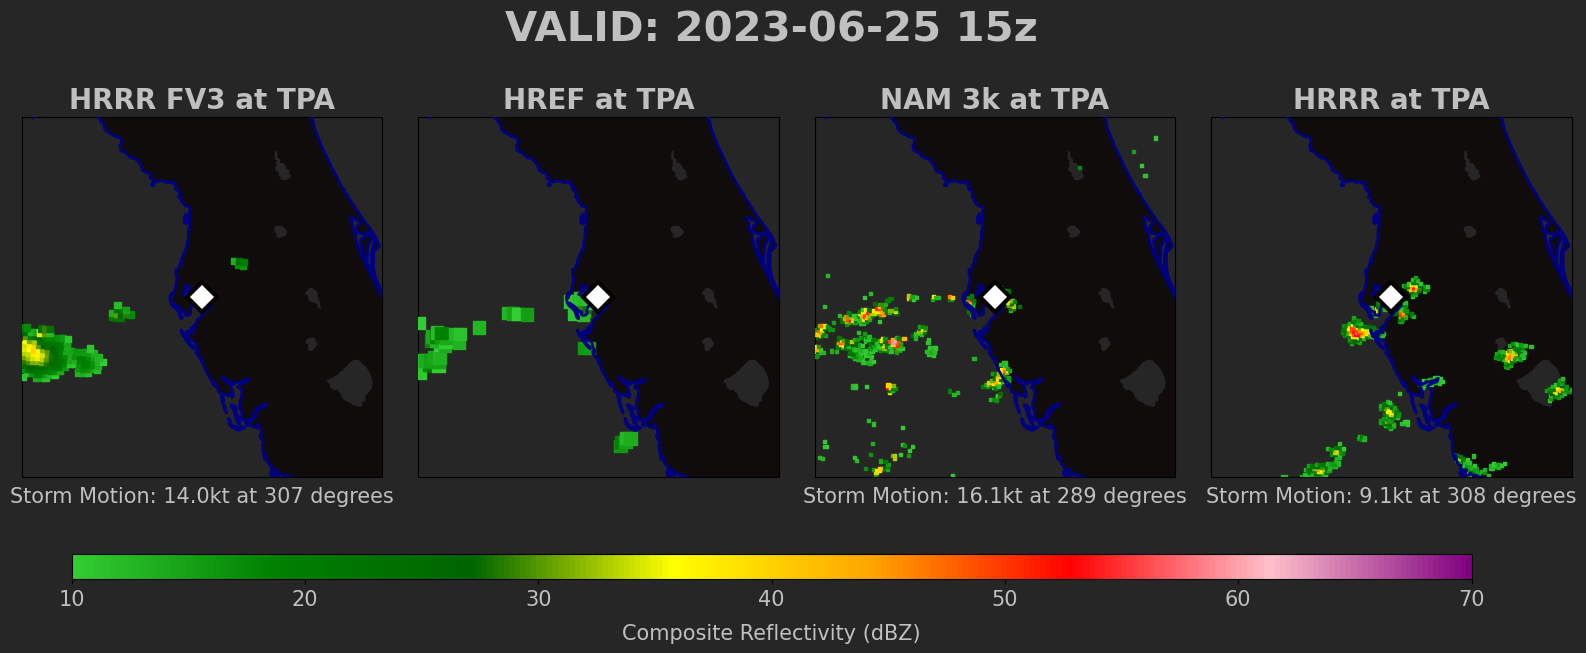 VALID: 2023-06-25 15z
HRRR FV3 at TPA
HREF at TPA
NAM 3k at TPA
HRRR at TPA
Storm Motion: 14.0kt at 307 degrees
Storm Motion: 16.1kt at 289 degrees
Storm Motion: 9.1kt at 308 degrees
10 20 30 40 50 60 70
Composite Reflectivity (dBZ)